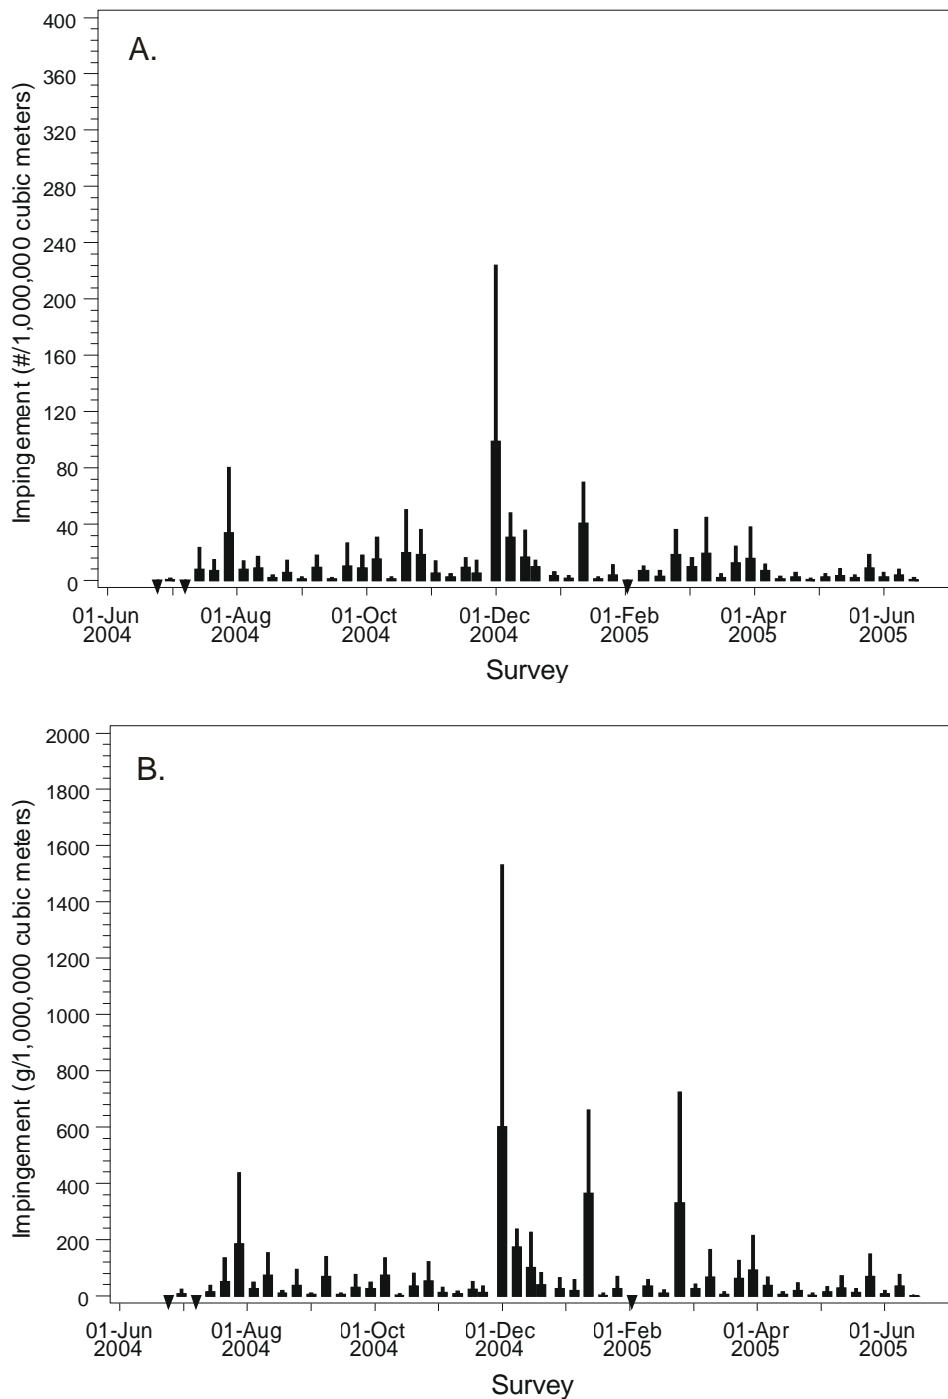 A.
Impingement (#/1,000,000 cubic meters)
400
360
320
280
240
200
160
120
80
40
0
01-Jun 01-Aug 01-Oct 01-Dec 01-Feb 01-Apr 01-Jun
2004 2004 2004 2004 2005 2005 2005
Survey
B.
Impingement (g/1,000,000 cubic meters)
2000
1800
1600
1400
1200
1000
800
600
400
200
0
01-Jun 01-Aug 01-Oct 01-Dec 01-Feb 01-Apr 01-Jun
2004 2004 2004 2004 2005 2005 2005
Survey